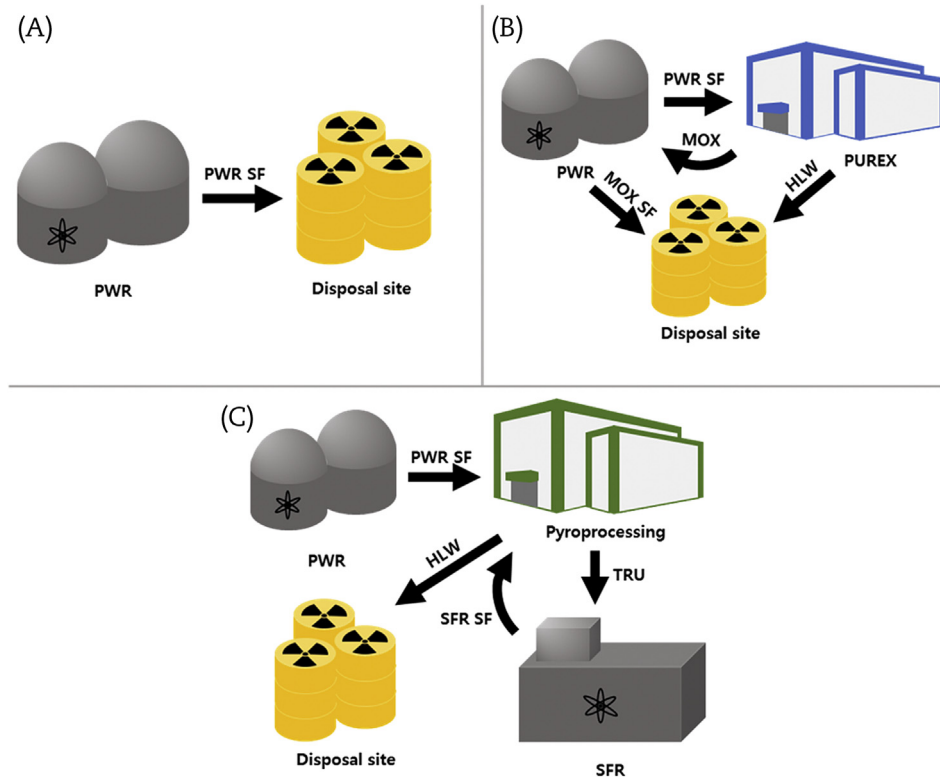 (A)
PWR SF
PWR
Disposal site
(B)
PWR SF
MOX
PWR
PUREX
MOX SF
HLW
Disposal site
(C)
PWR SF
PWR
Pyroprocessing
HLW
TRU
SFR SF
Disposal site
SFR